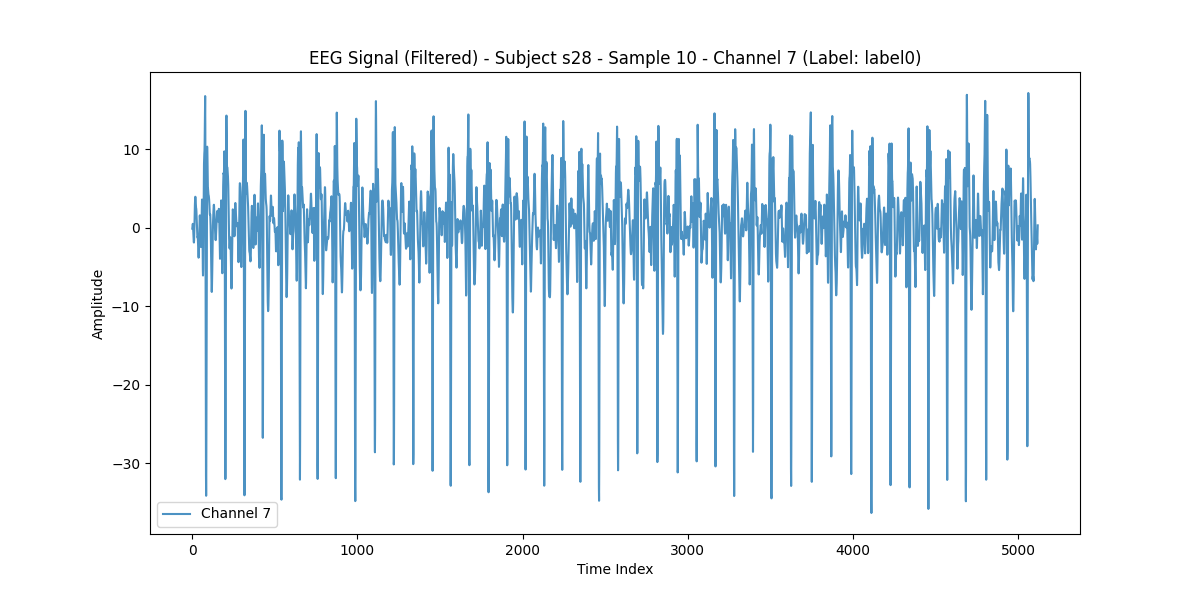 EEG Signal (Filtered) - Subject s28 - Sample 10 - Channel 7 (Label: label0)
10
0
−10
−20
−30
Amplitude
Channel 7
0 1000 2000 3000 4000 5000
Time Index